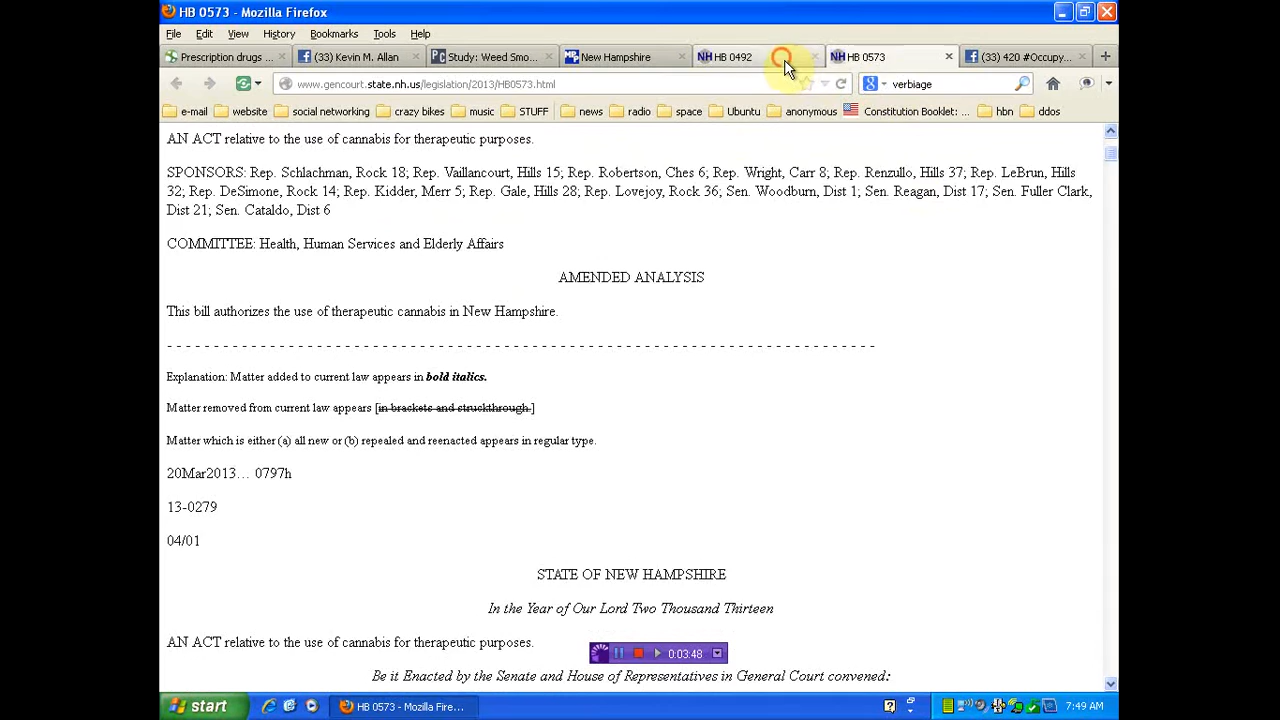 HB 0573 - Mozilla Firefox
File Edit View History Bookmarks Tools Help
Prescription drugs ... (33) Kevin M. Allan Study: Weed Smo... New Hampshire HB 0492 HB 0573 (33) 420 #Occupy...
www.gencourt.state.nh.us/legislation/2013/HB0573.html verbiage
e-mail website social networking crazy bikes music STUFF news radio space Ubuntu anonymous Constitution Booklet: ... hbn ddos
AN ACT relative to the use of cannabis for therapeutic purposes.
SPONSORS: Rep. Schlachman, Rock 18; Rep. Vaillancourt, Hills 15; Rep. Robertson, Ches 6; Rep. Wright, Carr 8; Rep. Renzullo, Hills 37; Rep. LeBrun, Hills
32; Rep. DeSimone, Rock 14; Rep. Kidder, Merr 5; Rep. Gale, Hills 28; Rep. Lovejoy, Rock 36; Sen. Woodburn, Dist 1; Sen. Reagan, Dist 17; Sen. Fuller Clark,
Dist 21; Sen. Cataldo, Dist 6
COMMITTEE: Health, Human Services and Elderly Affairs
AMENDED ANALYSIS
This bill authorizes the use of therapeutic cannabis in New Hampshire.
- - - - - - - - - - - - - - - - - - - - - - - - - - - - - - - - - - - - - - - - - - - - - - - - - - - - - - - - - - - - - - - - - - - - - - - - - - - -
Explanation: Matter added to current law appears in bold italics.
Matter removed from current law appears [in brackets and struckthrough.]
Matter which is either (a) all new or (b) repealed and reenacted appears in regular type.
20Mar2013… 0797h
13-0279
04/01
STATE OF NEW HAMPSHIRE
In the Year of Our Lord Two Thousand Thirteen
AN ACT relative to the use of cannabis for therapeutic purposes.
0:03:48
Be it Enacted by the Senate and House of Representatives in General Court convened:
start HB 0573 - Mozilla Fire... 7:49 AM